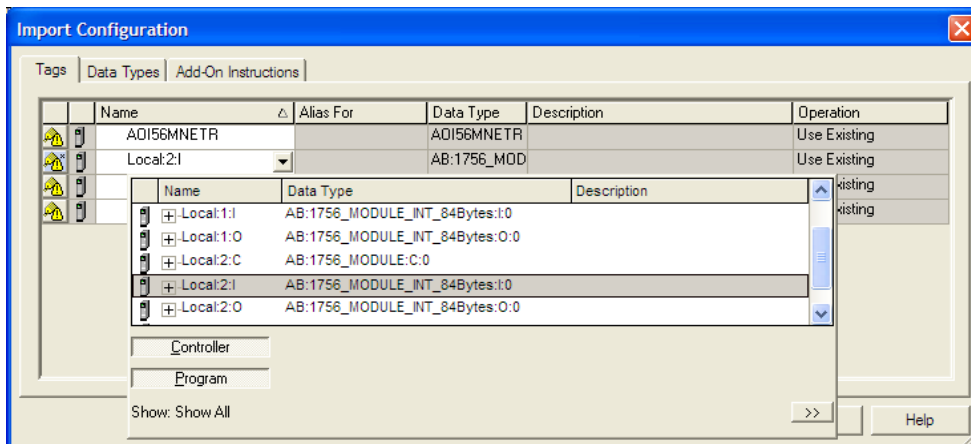 Import Configuration
Tags Data Types Add-On Instructions
Name Alias For Data Type Description Operation
AOI56MNETR AOI56MNETR Use Existing
Local:2:I AB:1756_MOD Use Existing
Name Data Type Description
Local:1:I AB:1756_MODULE_INT_84Bytes:I:0
Local:1:O AB:1756_MODULE_INT_84Bytes:O:0
Local:2:C AB:1756_MODULE:C:0
Local:2:I AB:1756_MODULE_INT_84Bytes:I:0
Local:2:O AB:1756_MODULE_INT_84Bytes:O:0
Controller
Program
Show: Show All >>
Help